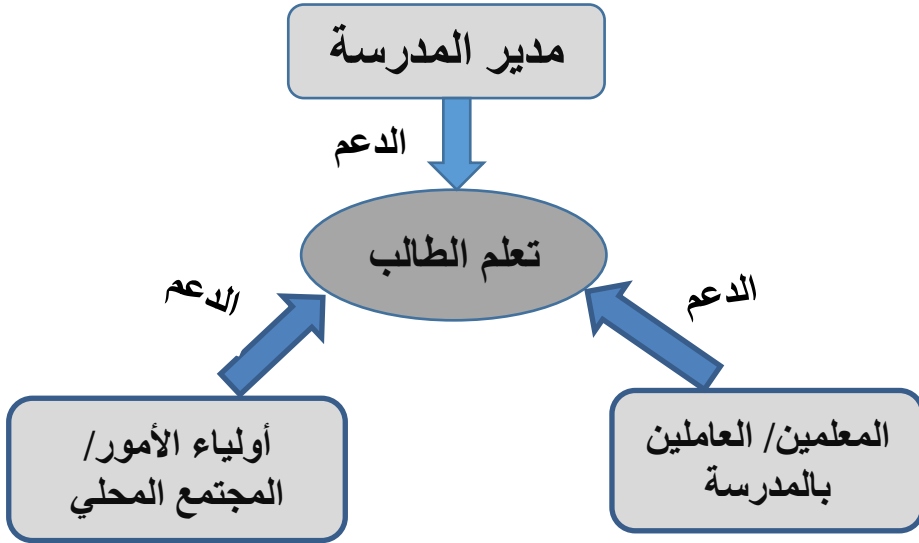 مدير المدرسة
الدعم
تعلم الطالب
الدعم
الدعم
المعلمين/ العاملين
بالمدرسة
أولياء الأمور/
المجتمع المحلي